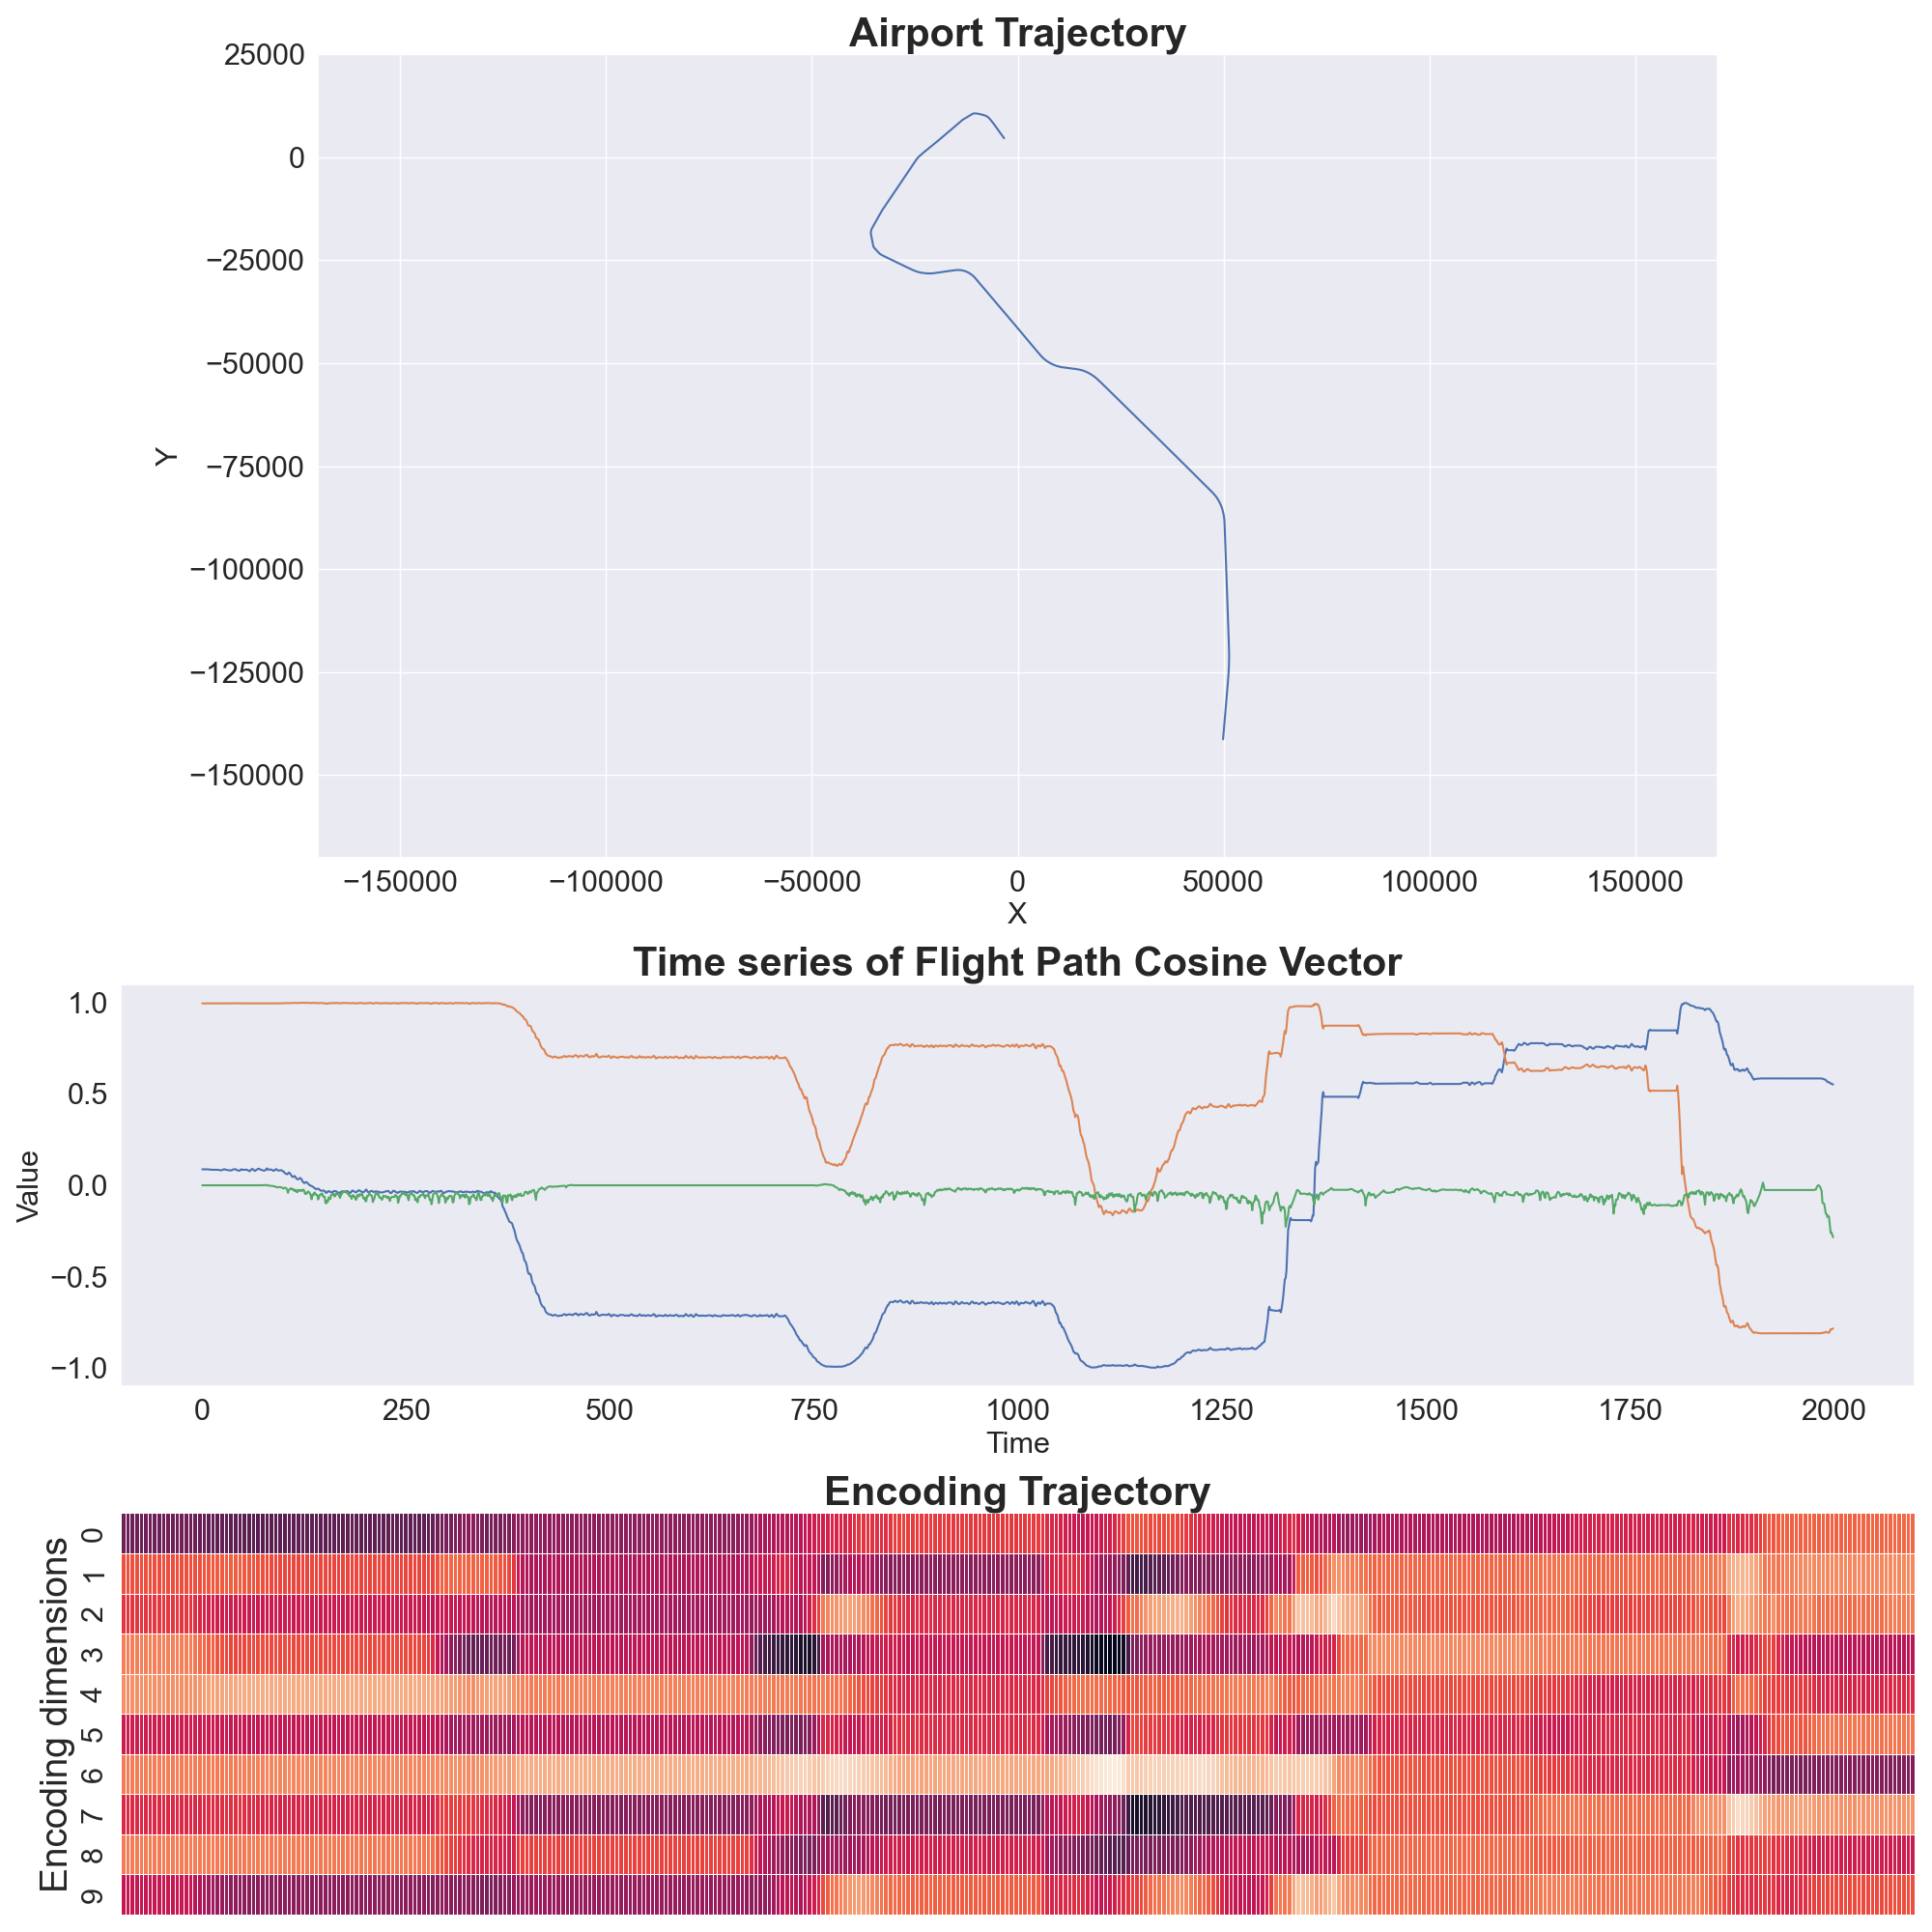 Airport Trajectory
25000
0
−25000
−50000
−75000
−100000
−125000
−150000
Y
−150000 −100000 −50000 0 50000 100000 150000
X
Time series of Flight Path Cosine Vector
1.0
0.5
0.0
−0.5
−1.0
Value
0 250 500 750 1000 1250 1500 1750 2000
Time
Encoding Trajectory
Encoding dimensions
0
1
2
3
4
5
6
7
8
9